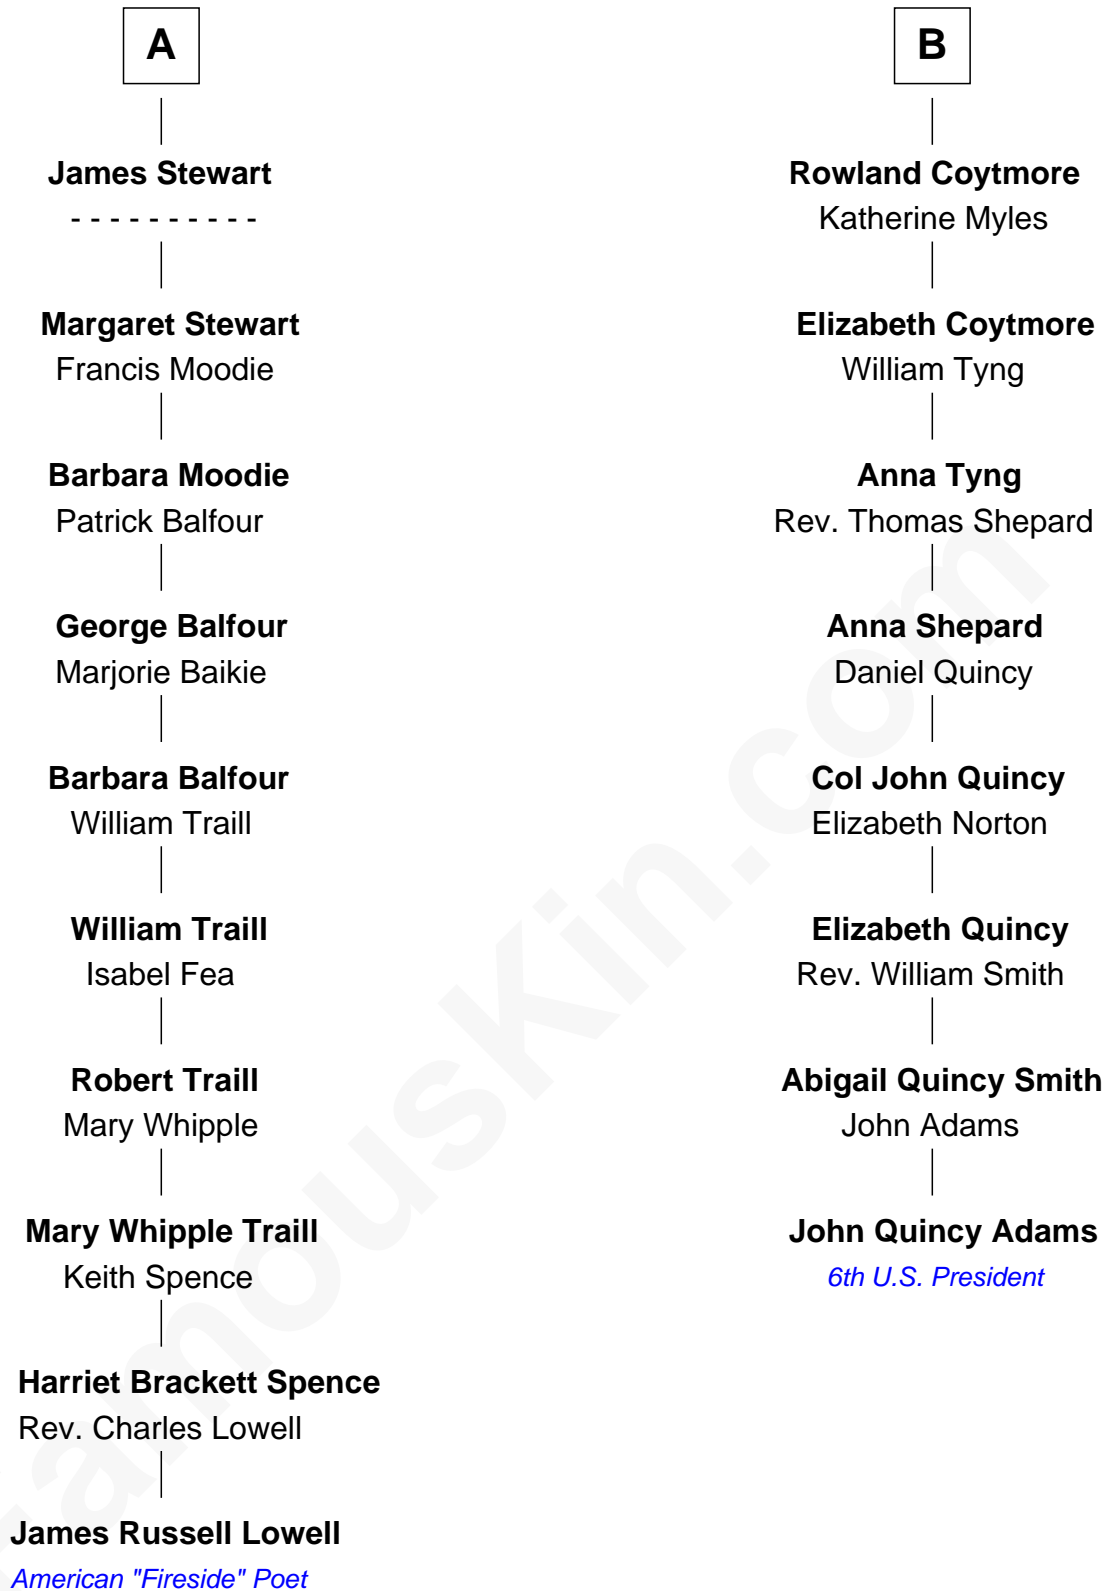 A
James Stewart
- - - - - - - - - -
Margaret Stewart
Francis Moodie
Barbara Moodie
Patrick Balfour
George Balfour
Marjorie Baikie
Barbara Balfour
William Traill
William Traill
Isabel Fea
Robert Traill
Mary Whipple
Mary Whipple Traill
Keith Spence
Harriet Brackett Spence
Rev. Charles Lowell
James Russell Lowell
American "Fireside" Poet
B
Rowland Coytmore
Katherine Myles
Elizabeth Coytmore
William Tyng
Anna Tyng
Rev. Thomas Shepard
Anna Shepard
Daniel Quincy
Col John Quincy
Elizabeth Norton
Elizabeth Quincy
Rev. William Smith
Abigail Quincy Smith
John Adams
John Quincy Adams
6th U.S. President
FamousKin.com